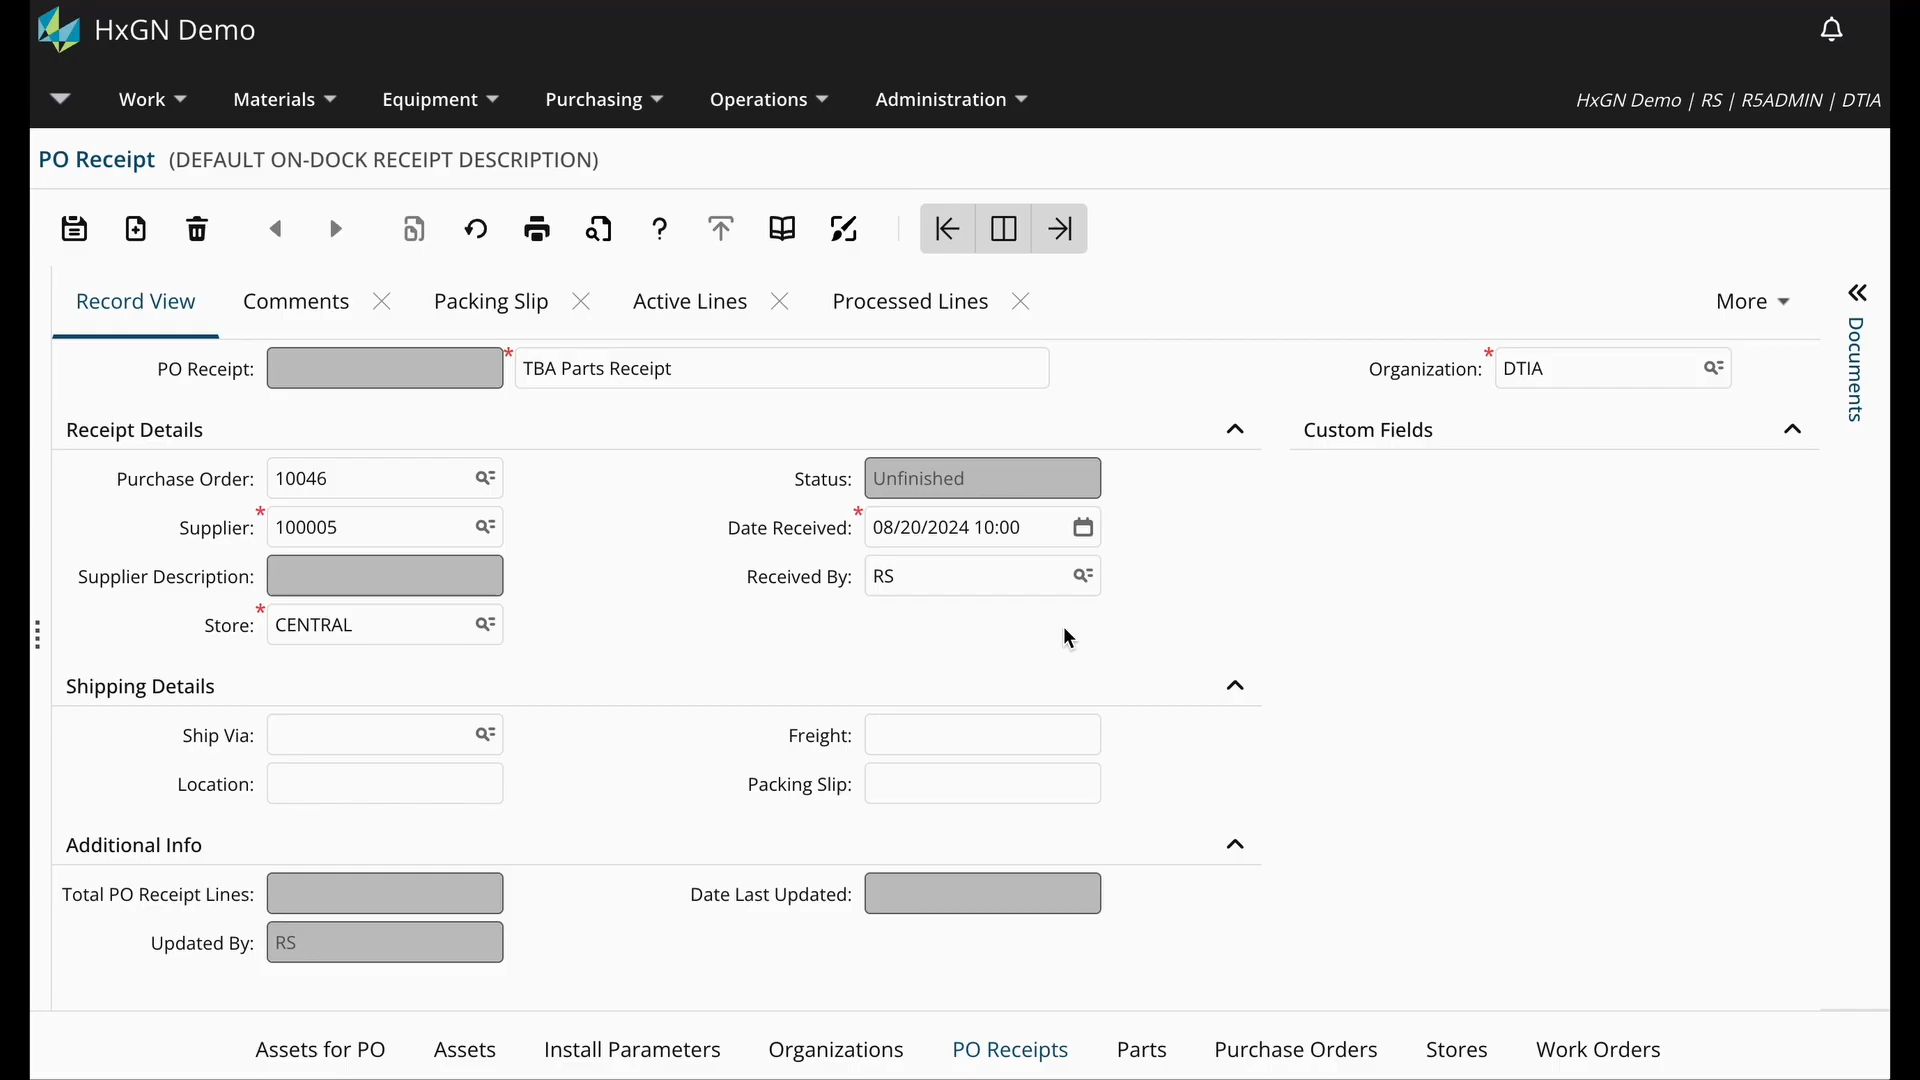 HxGN Demo
Work Materials Equipment Purchasing Operations Administration HxGN Demo | RS | R5ADMIN | DTIA
PO Receipt (DEFAULT ON-DOCK RECEIPT DESCRIPTION)
Record View Comments Packing Slip Active Lines Processed Lines More
Documents
PO Receipt: * TBA Parts Receipt Organization: * DTIA
Receipt Details Custom Fields
Purchase Order: 10046 Status: Unfinished
Supplier: * 100005 Date Received: * 08/20/2024 10:00
Supplier Description: Received By: RS
Store: * CENTRAL
Shipping Details
Ship Via: Freight:
Location: Packing Slip:
Additional Info
Total PO Receipt Lines: Date Last Updated:
Updated By: RS
Assets for PO Assets Install Parameters Organizations PO Receipts Parts Purchase Orders Stores Work Orders